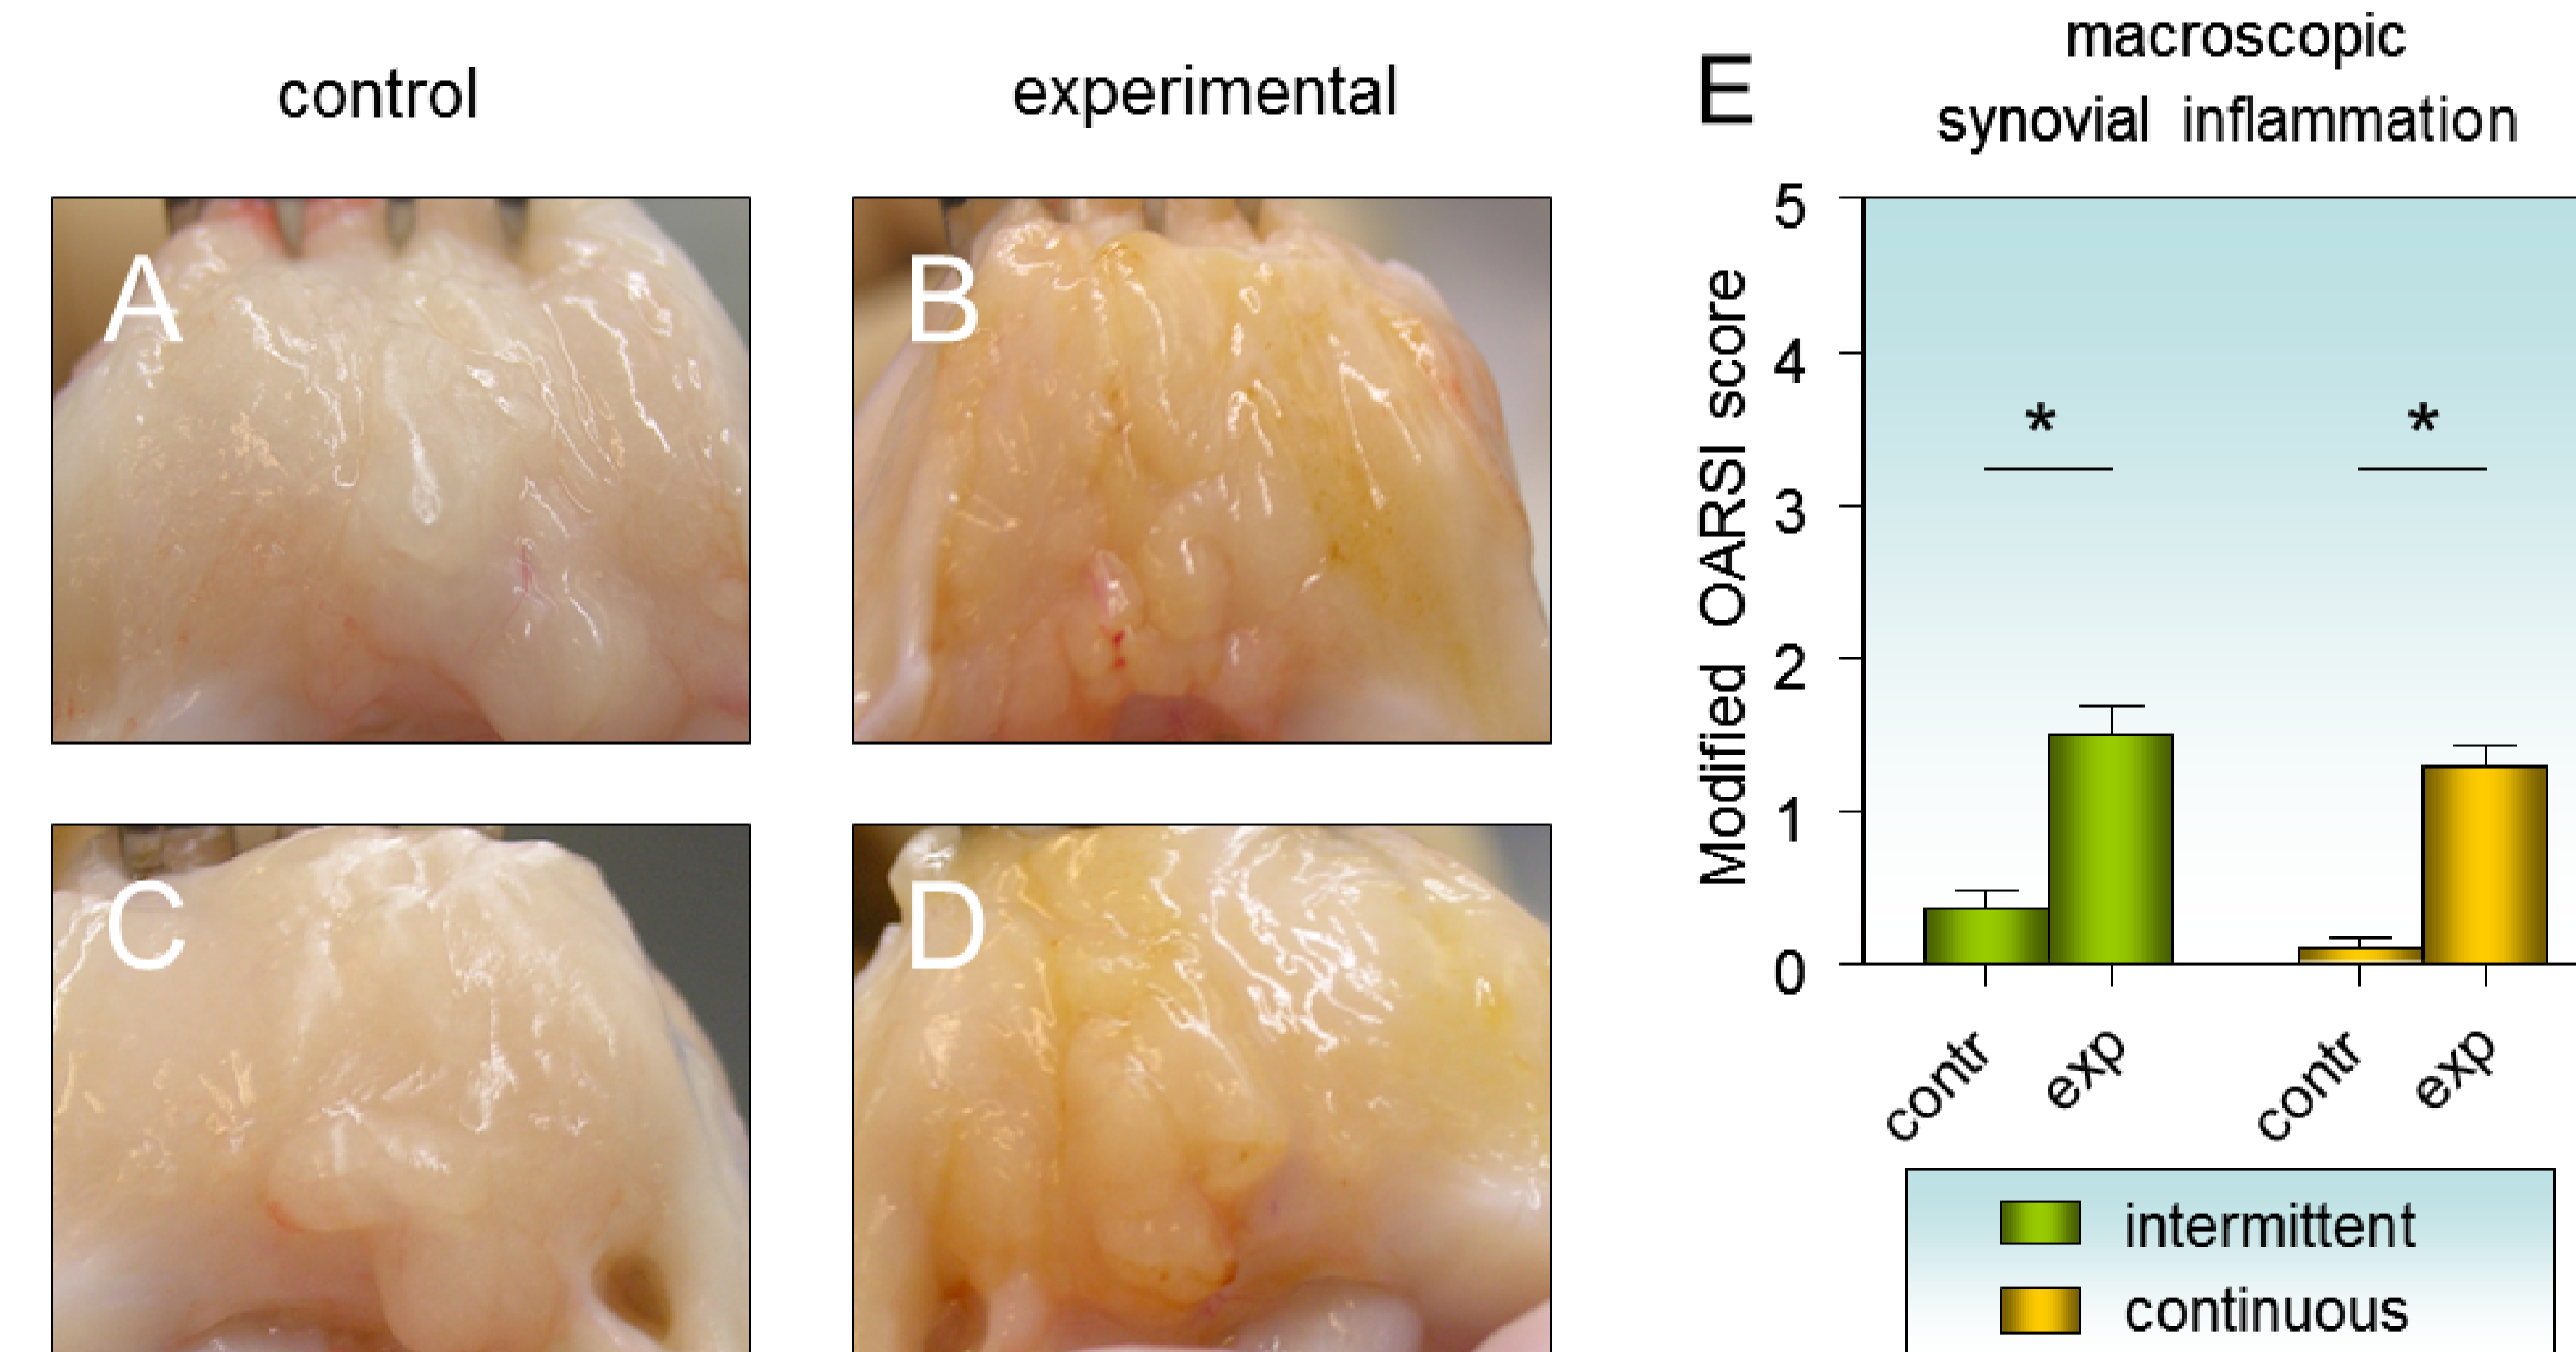 control
experimental
A
B
C
D
E
macroscopic
synovial inflammation
Modified OARSI score
5
4
3
2
1
0
*
*
contr
exp
contr
exp
intermittent
continuous